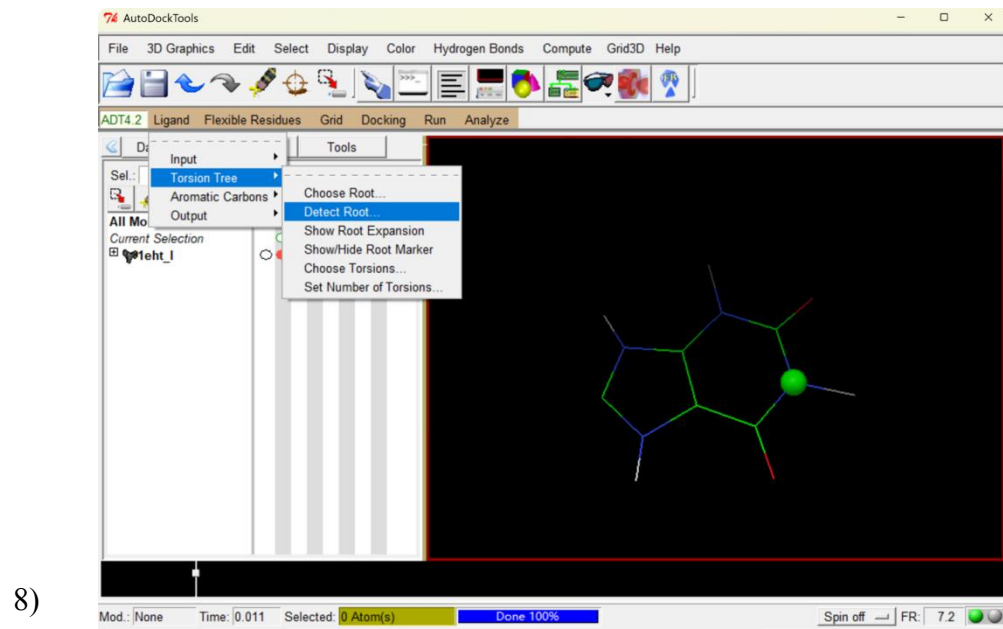 AutoDockTools
File 3D Graphics Edit Select Display Color Hydrogen Bonds Compute Grid3D Help
ADT4.2 Ligand Flexible Residues Grid Docking Run Analyze
Tools
Input
Sel.: Torsion Tree
Aromatic Carbons Choose Root...
All Mo Output Detect Root...
Current Selection Show Root Expansion
1eht_l Show/Hide Root Marker
Choose Torsions...
Set Number of Torsions...
8)
Mod.: None Time: 0.011 Selected: 0 Atom(s) Done 100% Spin off FR: 7.2